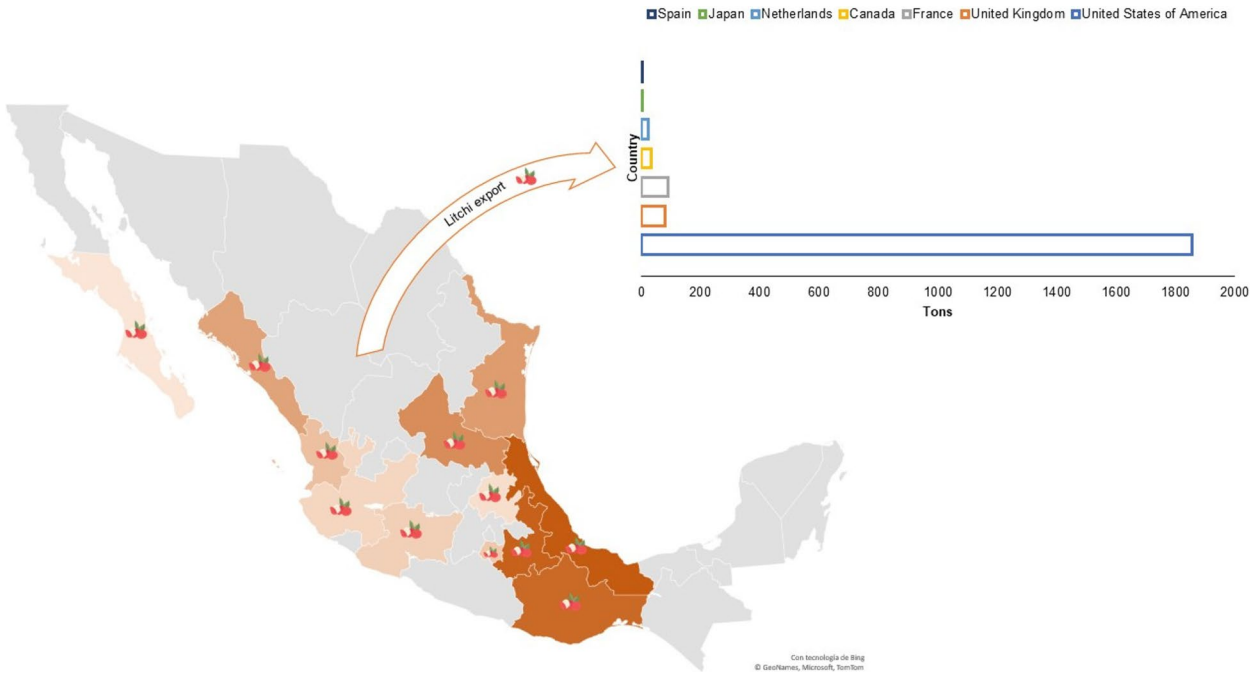 Spain Japan Netherlands Canada France United Kingdom United States of America
Country
Litchi export
0 200 400 600 800 1000 1200 1400 1600 1800 2000
Tons
Con tecnología de Bing
© GeoNames, Microsoft, TomTom